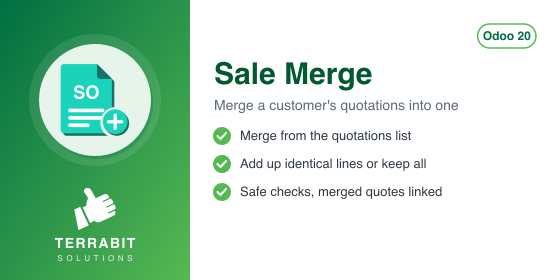 Odoo 20
SO
Sale Merge
Merge a customer's quotations into one
Merge from the quotations list
Add up identical lines or keep all
Safe checks, merged quotes linked
TERRABIT
SOLUTIONS